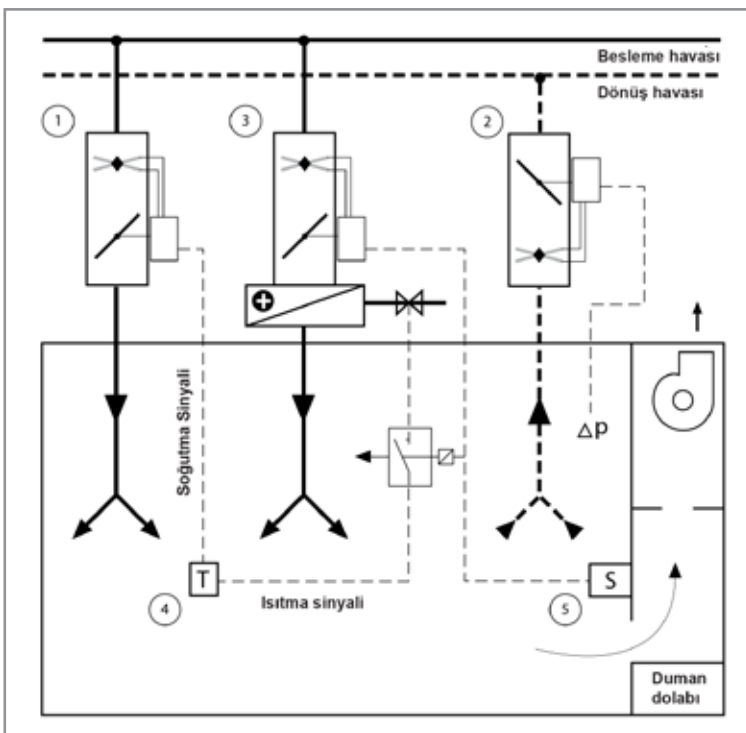 Besleme havası
Dönüş havası
1
3
2
Soğutma Sinyali
Δp
T
S
4
Isıtma sinyali
5
Duman
dolabı